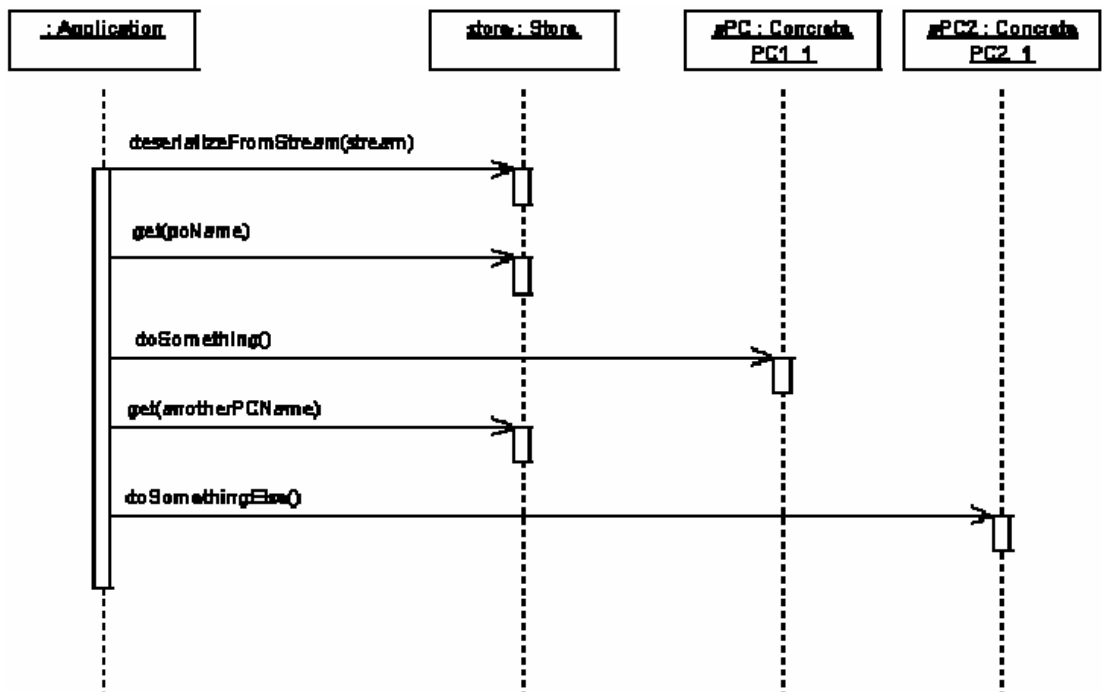 : Application
store : Store
aPC : Concrete
PC1_1
aPC2 : Concrete
PC2_1
deserializeFromStream(stream)
get(pcName)
doSomething()
get(anotherPCName)
doSomethingElse()